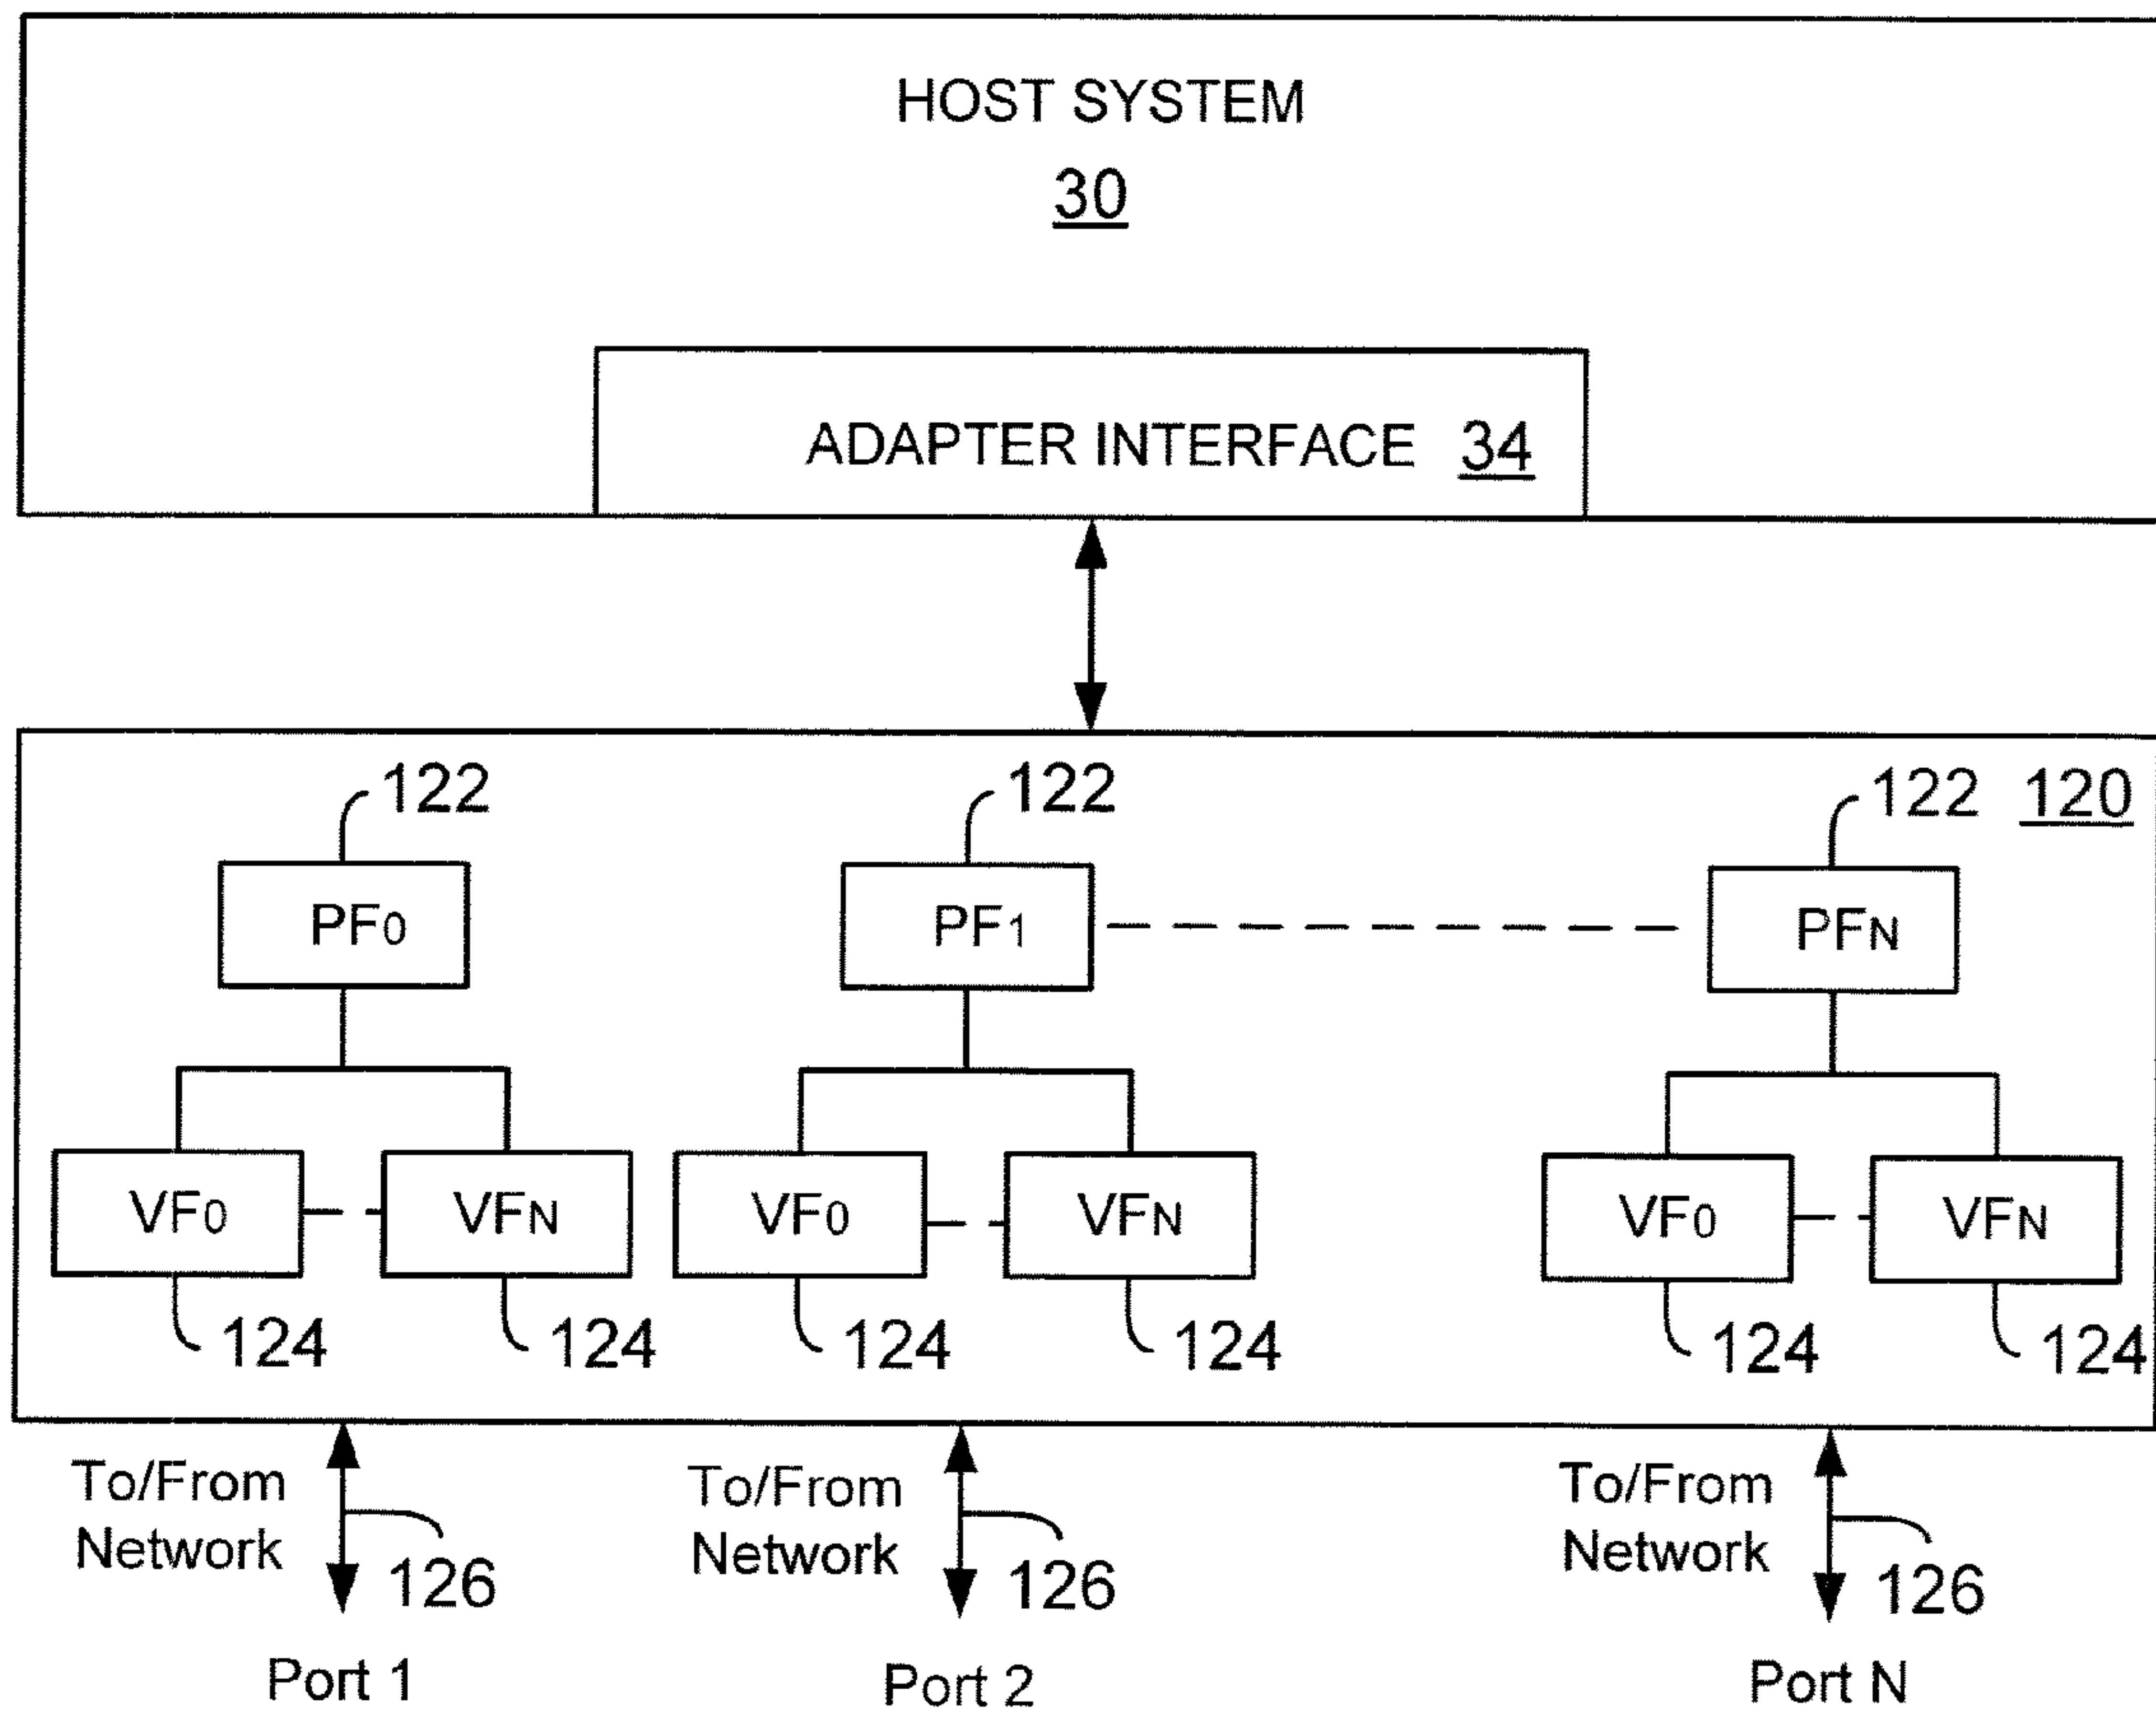 HOST SYSTEM
30
ADAPTER INTERFACE 34
122 122 122 120
PF0 PF1 PFN
VF0 VFN VF0 VFN VF0 VFN
124 124 124 124 124 124
To/From Network 126 Port 1
To/From Network 126 Port 2
To/From Network 126 Port N